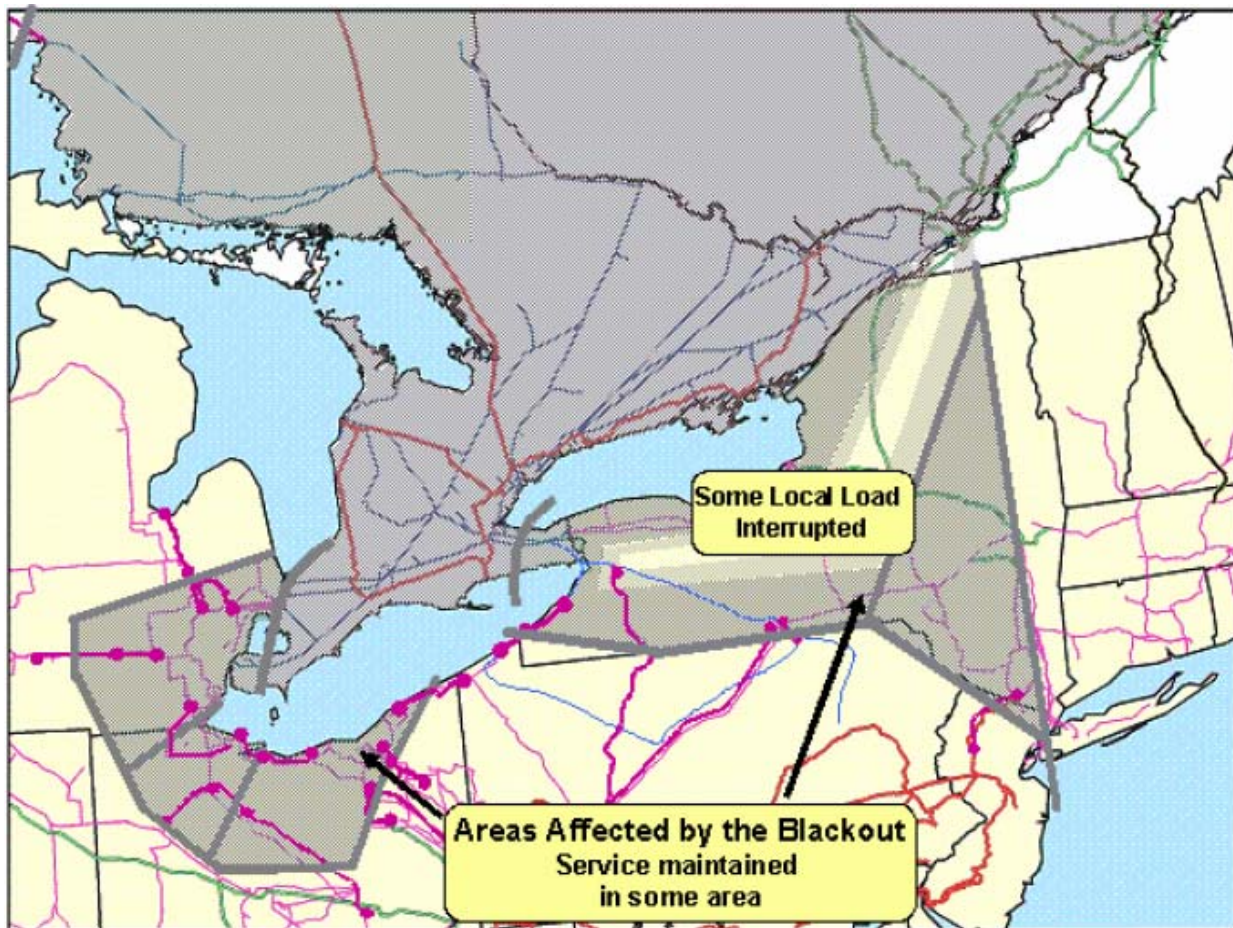 Some Local Load
Interrupted
Areas Affected by the Blackout
Service maintained
in some area